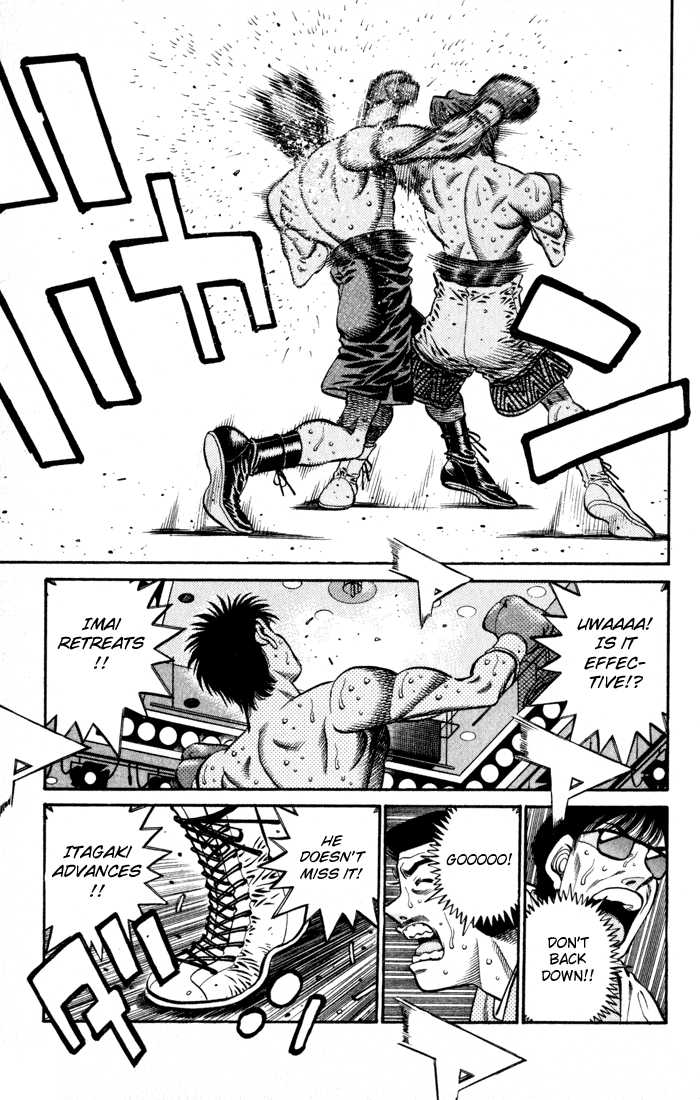 UWAAAA!
IS IT
EFFEC-
TIVE!?
IMAI
RETREATS
!!
DON'T
BACK
DOWN!!
GOOOOO!
HE
DOESN'T
MISS IT!
ITAGAKI
ADVANCES
!!